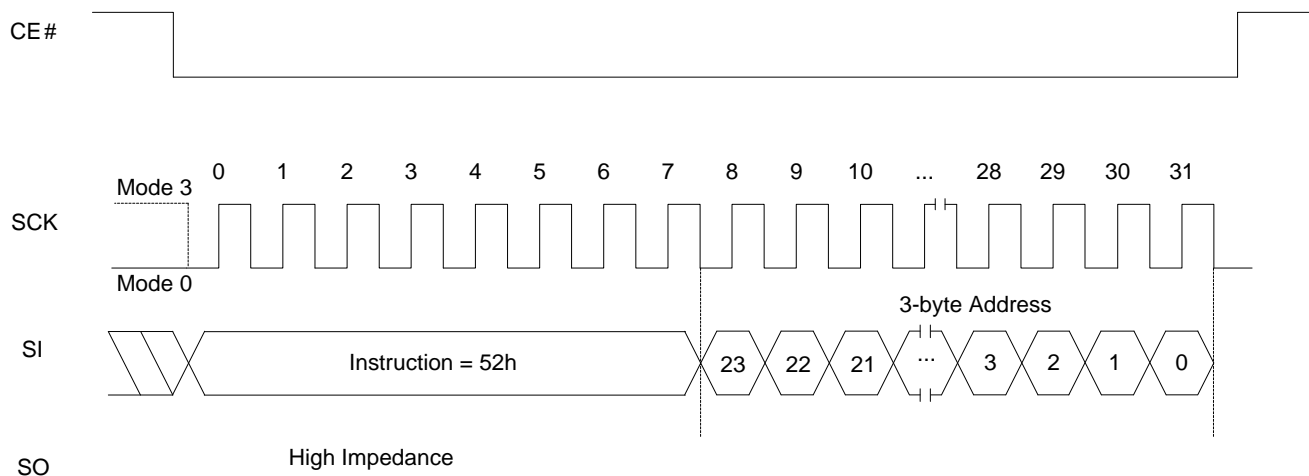 CE#
0 1 2 3 4 5 6 7 8 9 10 ... 28 29 30 31
Mode 3
SCK
Mode 0
3-byte Address
SI
Instruction = 52h 23 22 21 ... 3 2 1 0
High Impedance
SO